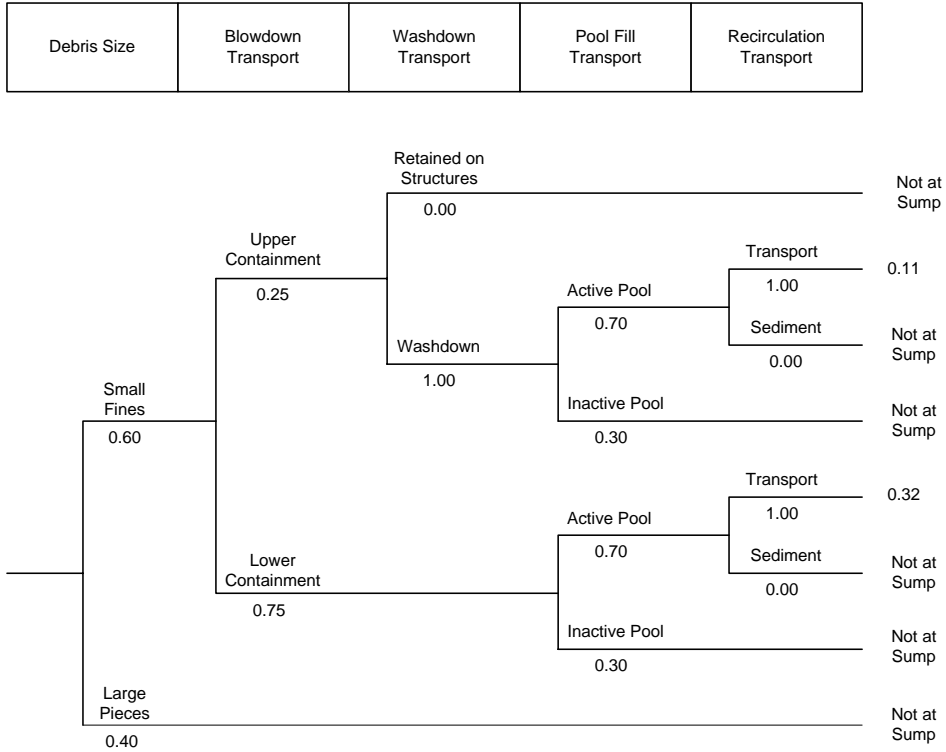 Debris Size
Blowdown
Transport
Washdown
Transport
Pool Fill
Transport
Recirculation
Transport
Retained on
Structures
0.00
Not at
Sump
Upper
Containment
0.25
Transport
1.00
0.11
Active Pool
0.70
Sediment
0.00
Not at
Sump
Washdown
1.00
Inactive Pool
0.30
Not at
Sump
Small
Fines
0.60
Transport
1.00
0.32
Active Pool
0.70
Sediment
0.00
Not at
Sump
Lower
Containment
0.75
Inactive Pool
0.30
Not at
Sump
Large
Pieces
0.40
Not at
Sump